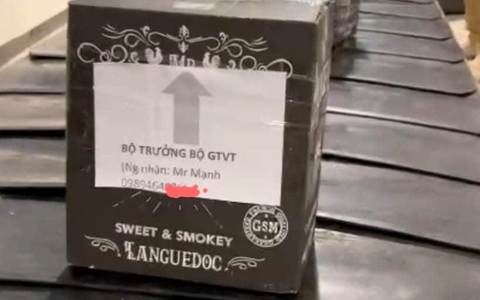 BỘ TRƯỞNG BỘ GTVT
(Ng nhận: Mr Mạnh
SWEET & SMOKEY
GSM
LANGUEDOC